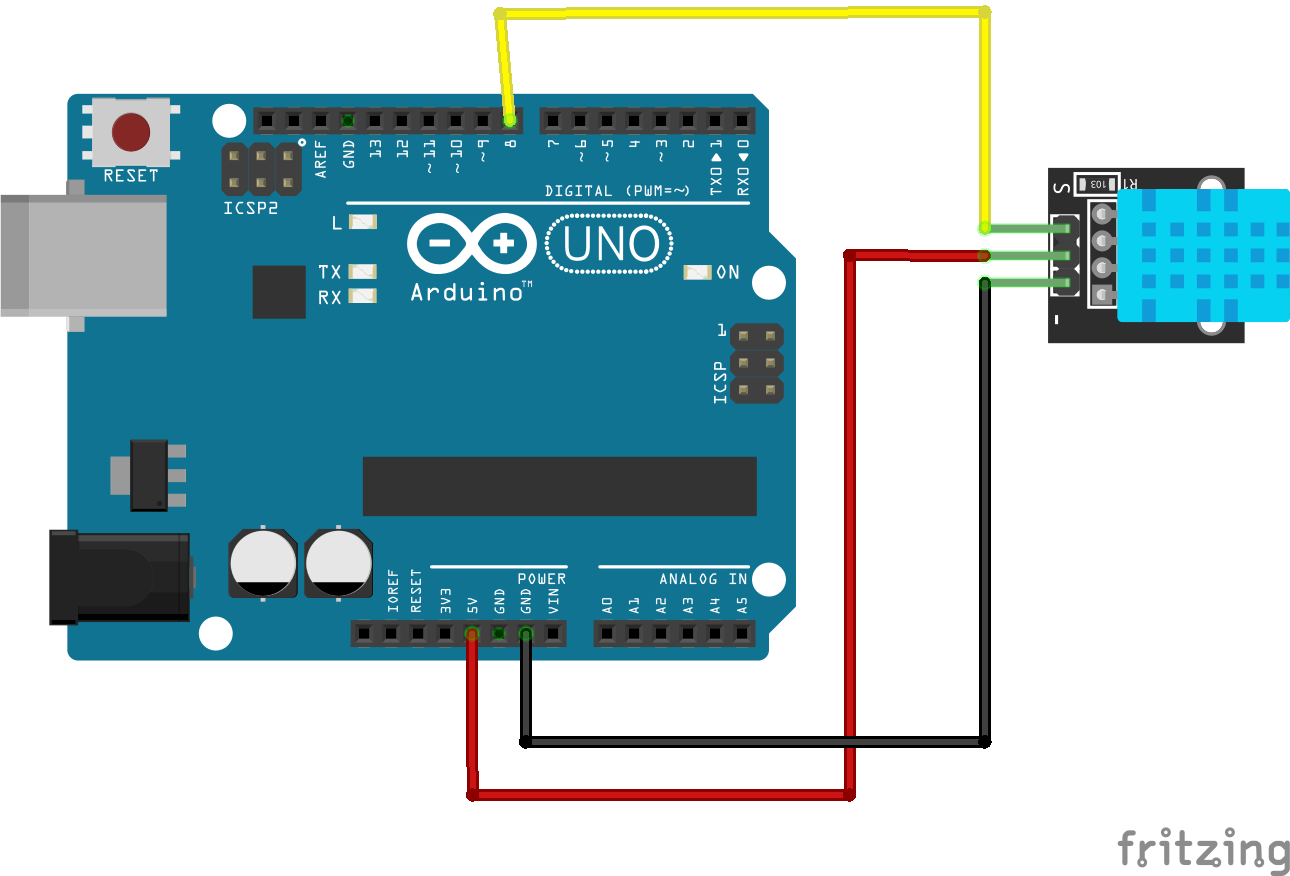 RESET
ICSP2
AREF
GND
13
12
~11
~10
~9
8
7
~6
~5
4
~3
2
TX0▶1
RX0◀0
DIGITAL (PWM=~)
L
TX
RX
UNO
Arduino™
ON
1
ICSP
S
103
R1
-
IOREF
RESET
3V3
5V
GND
GND
VIN
POWER
ANALOG IN
A0
A1
A2
A3
A4
A5
fritzing